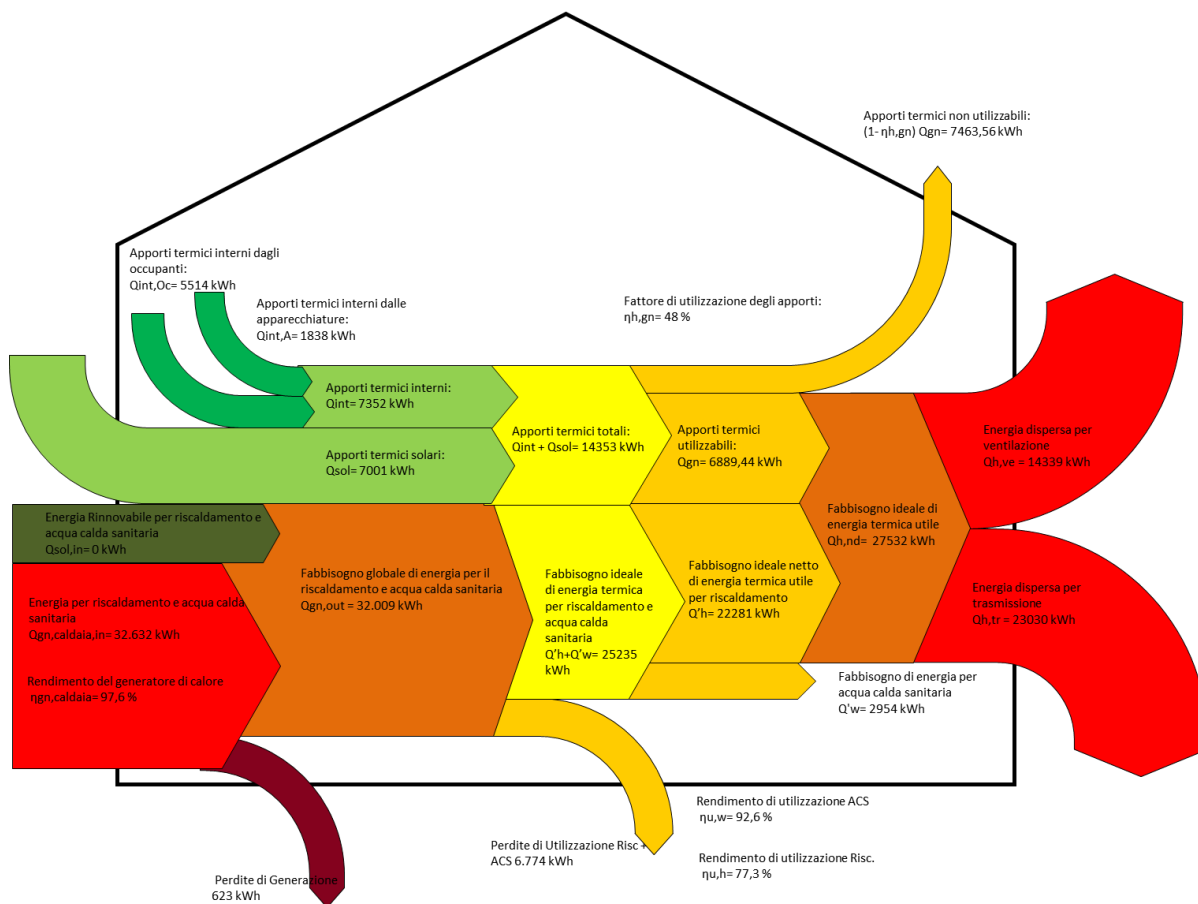 Apporti termici non utilizzabili:
(1- ηh,gn) Qgn= 7463,56 kWh
Apporti termici interni dagli
occupanti:
Qint,Oc= 5514 kWh
Apporti termici interni dalle
apparecchiature:
Qint,A= 1838 kWh
Fattore di utilizzazione degli apporti:
ηh,gn= 48 %
Apporti termici interni:
Qint= 7352 kWh
Apporti termici solari:
Qsol= 7001 kWh
Apporti termici totali:
Qint + Qsol= 14353 kWh
Apporti termici
utilizzabili:
Qgn= 6889,44 kWh
Energia dispersa per
ventilazione
Qh,ve = 14339 kWh
Energia Rinnovabile per riscaldamento e
acqua calda sanitaria
Qsol,in= 0 kWh
Fabbisogno ideale di
energia termica utile
Qh,nd= 27532 kWh
Energia per riscaldamento e acqua calda
sanitaria
Qgn,caldaia,in= 32.632 kWh
Rendimento del generatore di calore
ηgn,caldaia= 97,6 %
Fabbisogno globale di energia per il
riscaldamento e acqua calda sanitaria
Qgn,out = 32.009 kWh
Fabbisogno ideale
di energia termica
per riscaldamento e
acqua calda
sanitaria
Q'h+Q'w= 25235
kWh
Fabbisogno ideale netto
di energia termica utile
per riscaldamento
Q'h= 22281 kWh
Energia dispersa per
trasmissione
Qh,tr = 23030 kWh
Fabbisogno di energia per
acqua calda sanitaria
Q'w= 2954 kWh
Rendimento di utilizzazione ACS
ηu,w= 92,6 %
Perdite di Utilizzazione Risc +
ACS 6.774 kWh
Rendimento di utilizzazione Risc.
ηu,h= 77,3 %
Perdite di Generazione
623 kWh